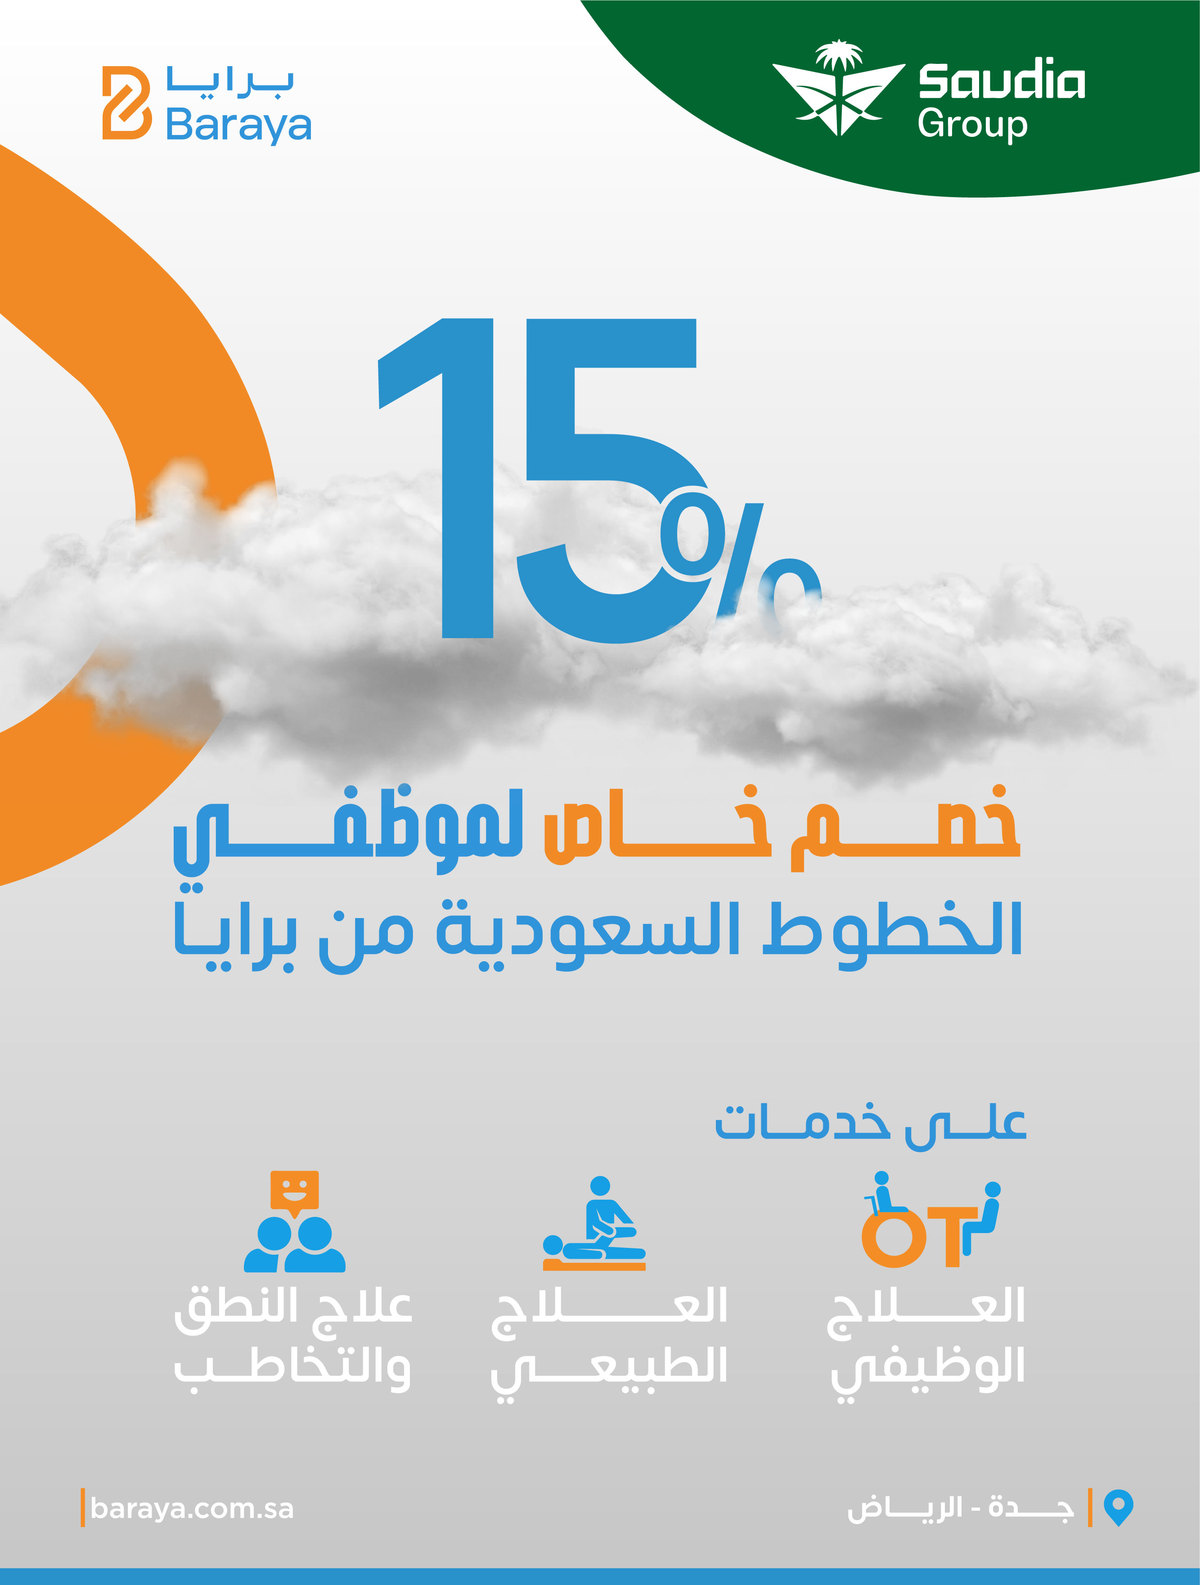 برايا
Baraya
Saudia
Group
15%
خصم خاص لموظفي
الخطوط السعودية من برايا
على خدمات
OT
العلاج
الوظيفي
العلاج
الطبيعي
علاج النطق
والتخاطب
جدة - الرياض
baraya.com.sa